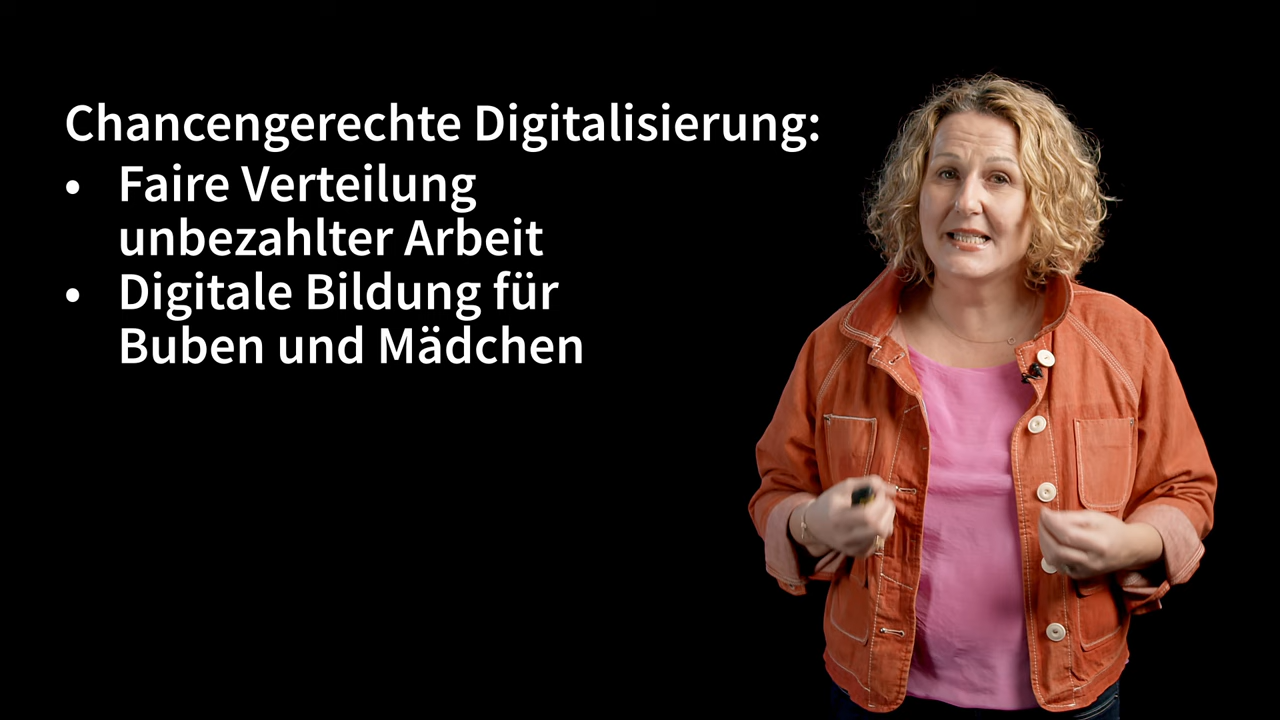 Chancengerechte Digitalisierung:
• Faire Verteilung
unbezahlter Arbeit
• Digitale Bildung für
Buben und Mädchen